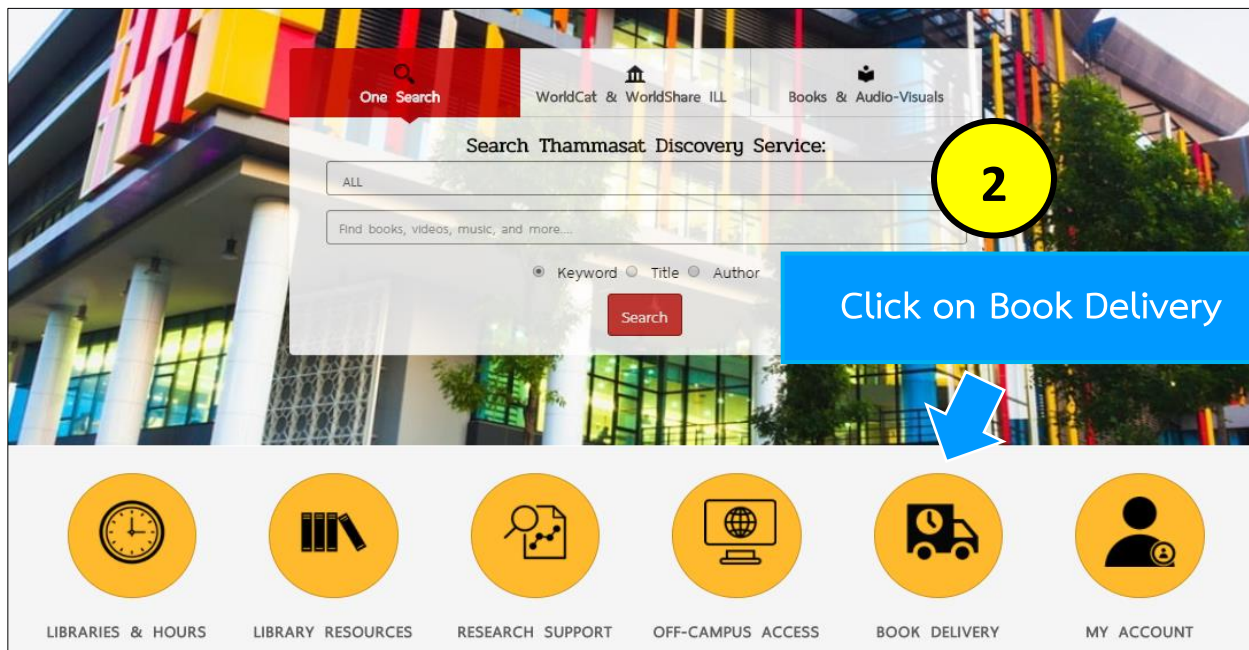 One Search
WorldCat & WorldShare ILL
Books & Audio-Visuals
Search Thammasat Discovery Service:
ALL
2
Find books, videos, music, and more....
Keyword Title Author
Search
Click on Book Delivery
LIBRARIES & HOURS
LIBRARY RESOURCES
RESEARCH SUPPORT
OFF-CAMPUS ACCESS
BOOK DELIVERY
MY ACCOUNT